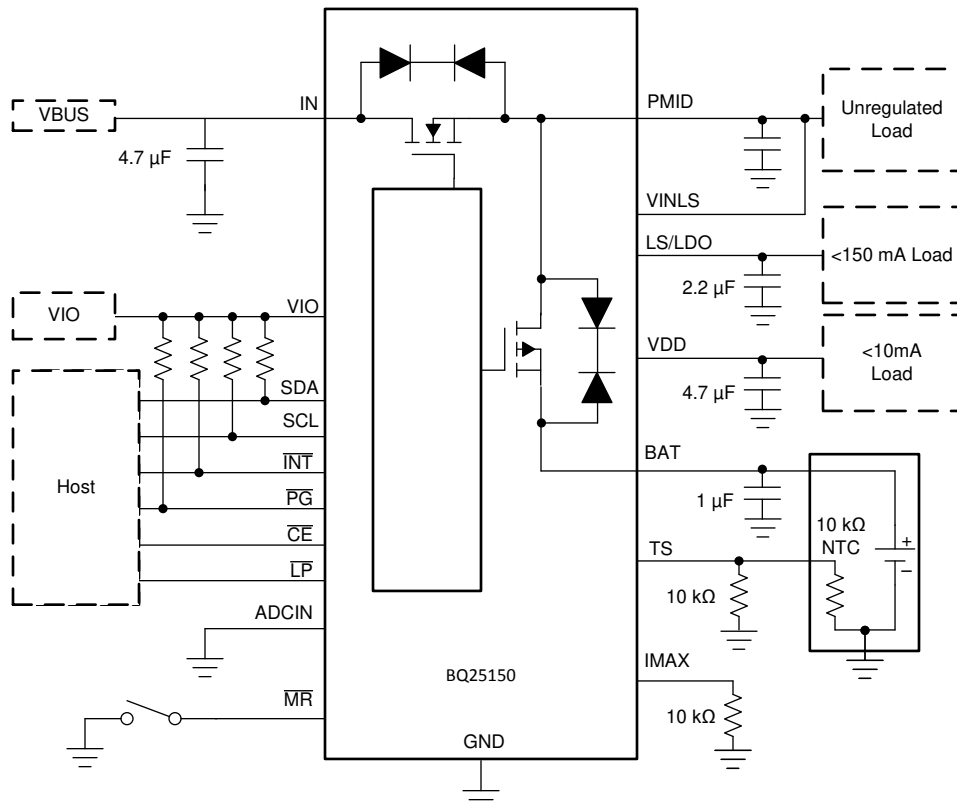 VBUS
4.7 µF
IN
PMID
Unregulated
Load
VINLS
LS/LDO
<150 mA Load
2.2 µF
VIO
VIO
VDD
<10mA
Load
4.7 µF
Host
SDA
SCL
INT
PG
CE
LP
ADCIN
MR
BAT
1 µF
10 kΩ
NTC
+
−
TS
10 kΩ
IMAX
10 kΩ
BQ25150
GND